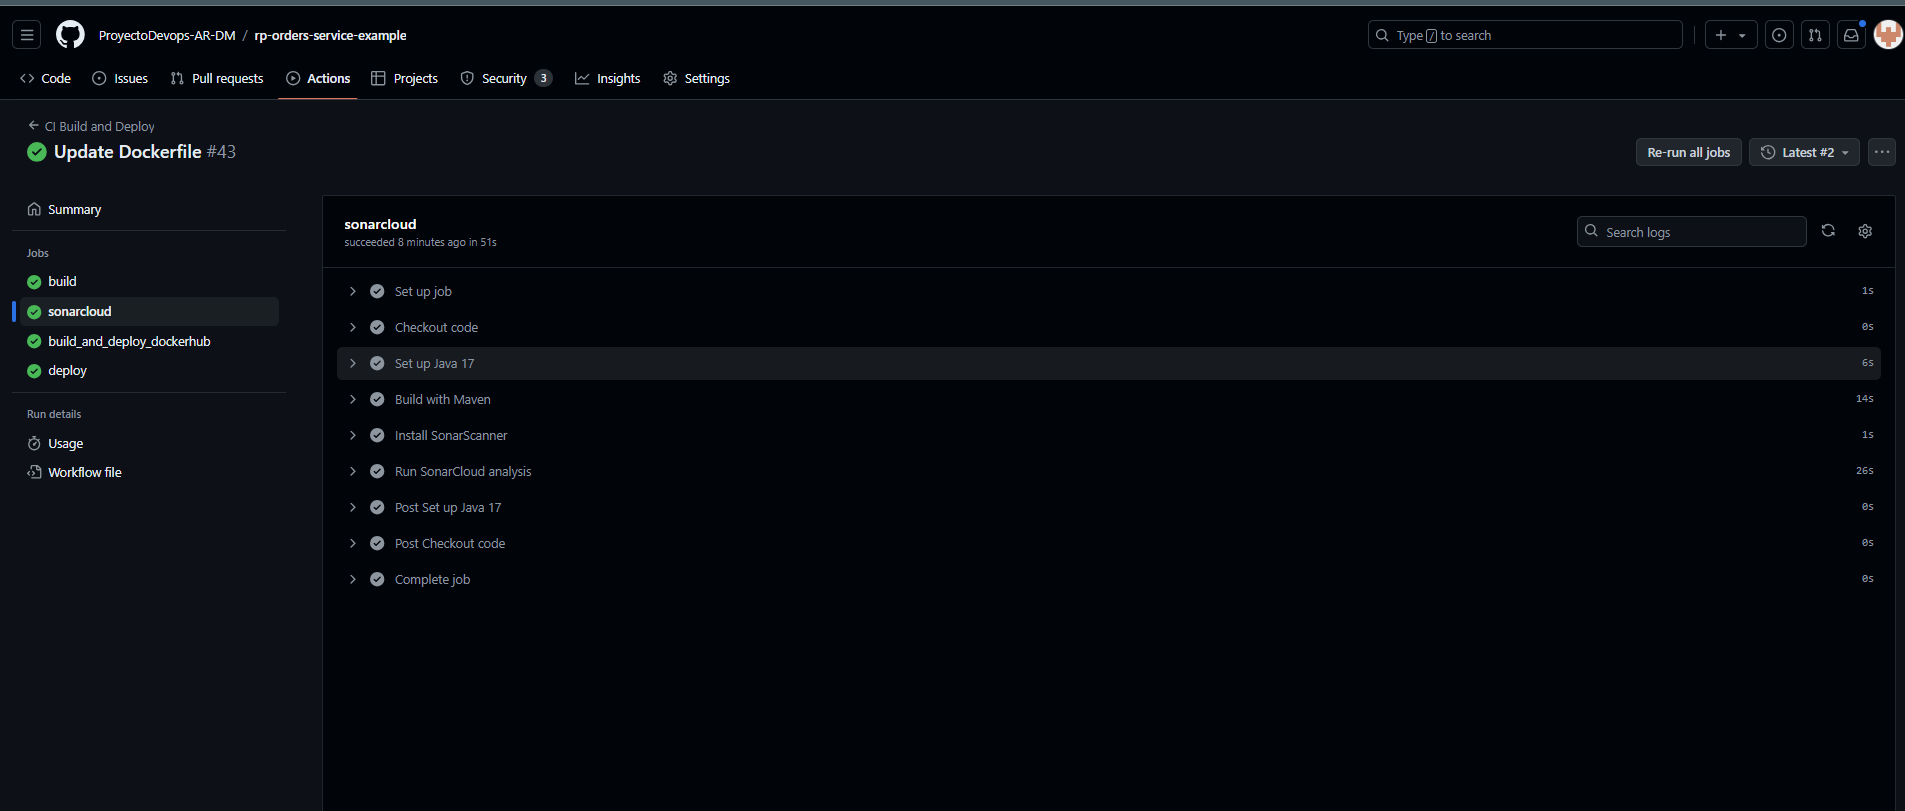 ProyectoDevops-AR-DM / rp-orders-service-example
Type / to search
Code Issues Pull requests Actions Projects Security 3 Insights Settings
CI Build and Deploy
Update Dockerfile #43
Re-run all jobs Latest #2
Summary
Jobs
build
sonarcloud
build_and_deploy_dockerhub
deploy
Run details
Usage
Workflow file
sonarcloud
succeeded 8 minutes ago in 51s
Search logs
Set up job 1s
Checkout code 0s
Set up Java 17 6s
Build with Maven 14s
Install SonarScanner 1s
Run SonarCloud analysis 26s
Post Set up Java 17 0s
Post Checkout code 0s
Complete job 0s